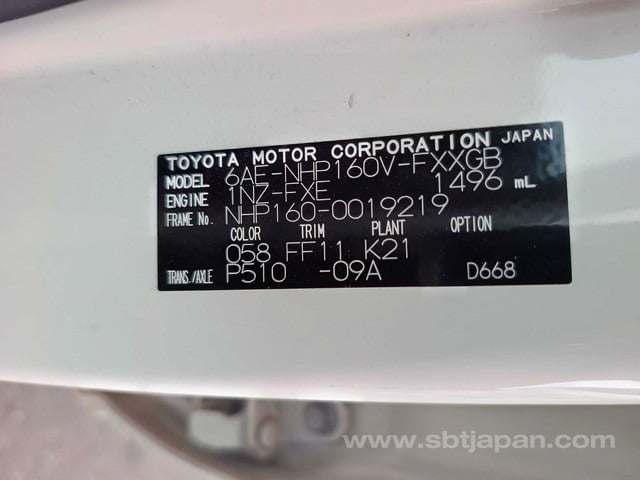 TOYOTA MOTOR CORPORATION JAPAN
MODEL 6AE-NHP160V-FXXGB
ENGINE 1NZ-FXE 1496 mL
FRAME No. NHP160-0019219
COLOR TRIM PLANT OPTION
058 FF11 K21
TRANS./AXLE P510 -09A D668
www.sbtjapan.com